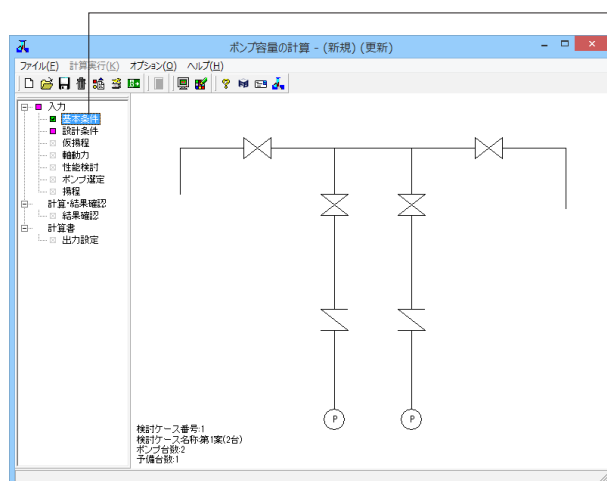 ポンプ容量の計算 - (新規) (更新)
ファイル(F) 計算実行(K) オプション(O) ヘルプ(H)
入力
基本条件
設計条件
仮揚程
軸動力
性能検討
ポンプ選定
揚程
計算・結果確認
結果確認
計算書
出力設定
P P
検討ケース番号:1
検討ケース名称:第1案(2台)
ポンプ台数:2
予備台数:1